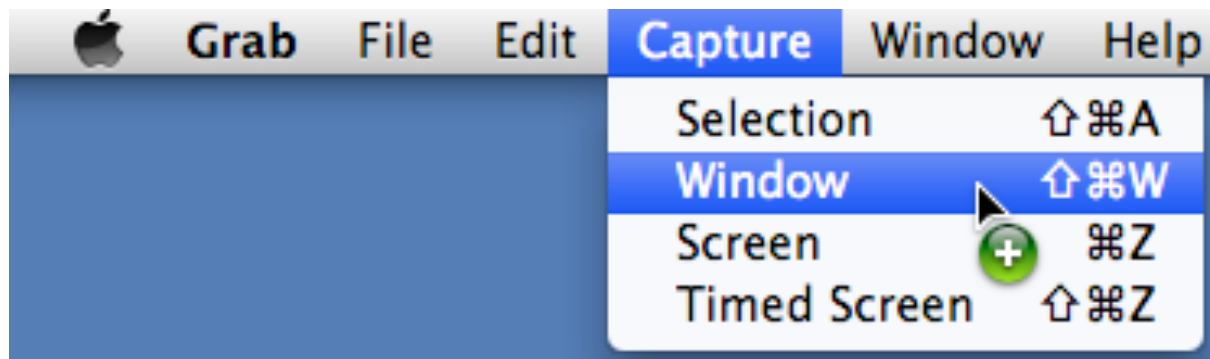 Grab File Edit Capture Window Help
Selection ⇧⌘A
Window ⇧⌘W
Screen ⌘Z
Timed Screen ⇧⌘Z